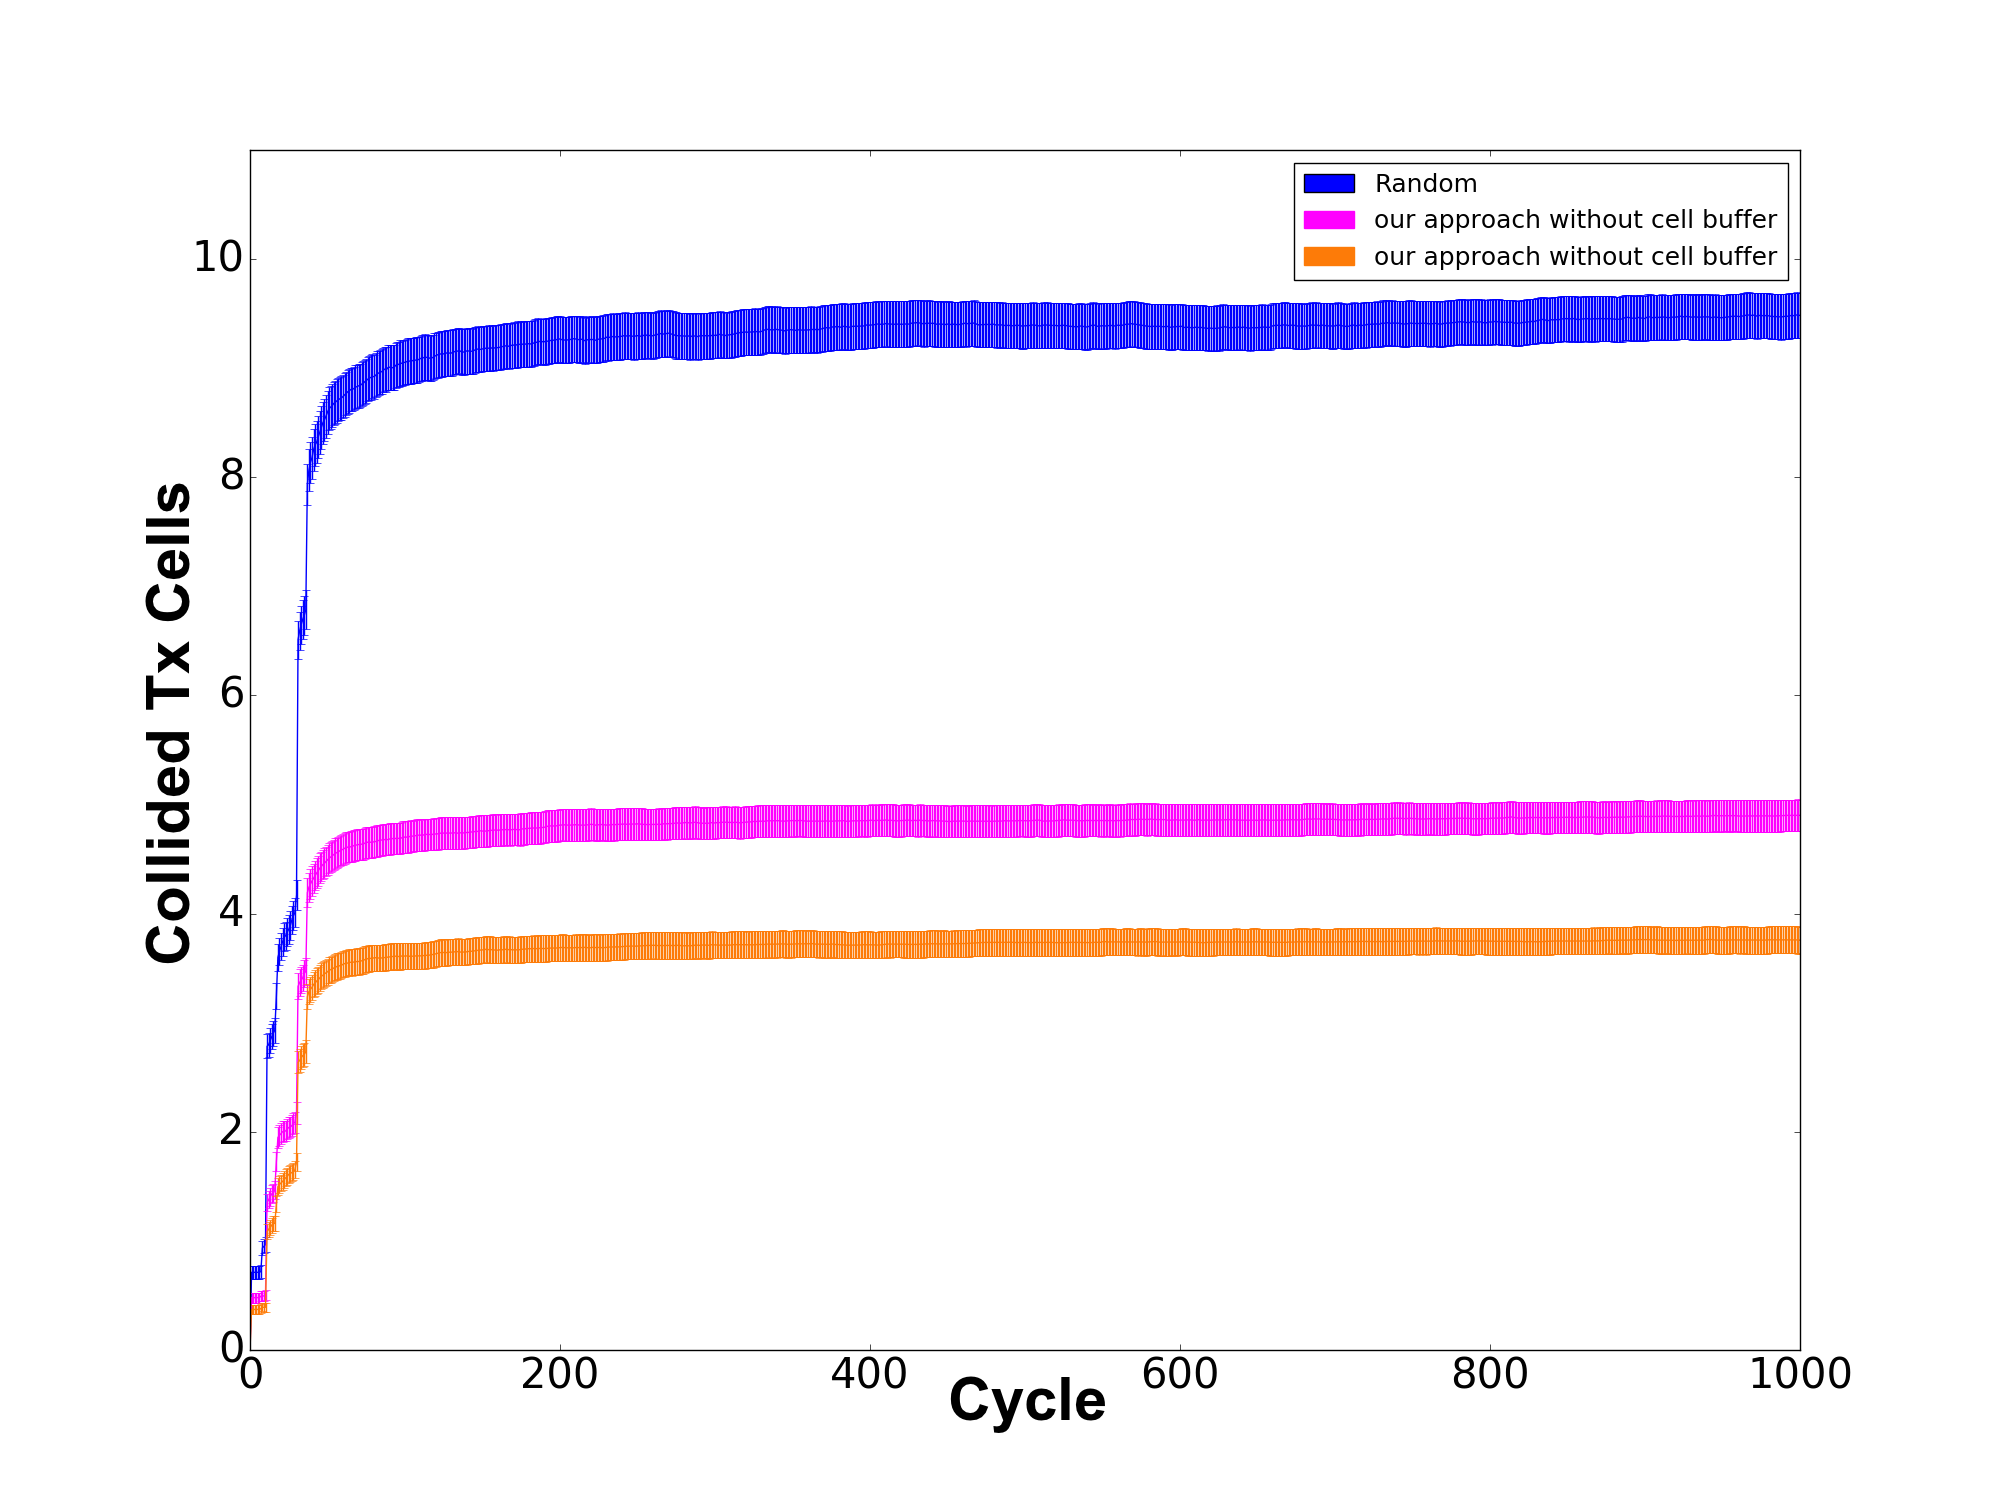 Random
our approach without cell buffer
our approach without cell buffer
10
8
6
4
2
0
Collided Tx Cells
0 200 400 600 800 1000
Cycle